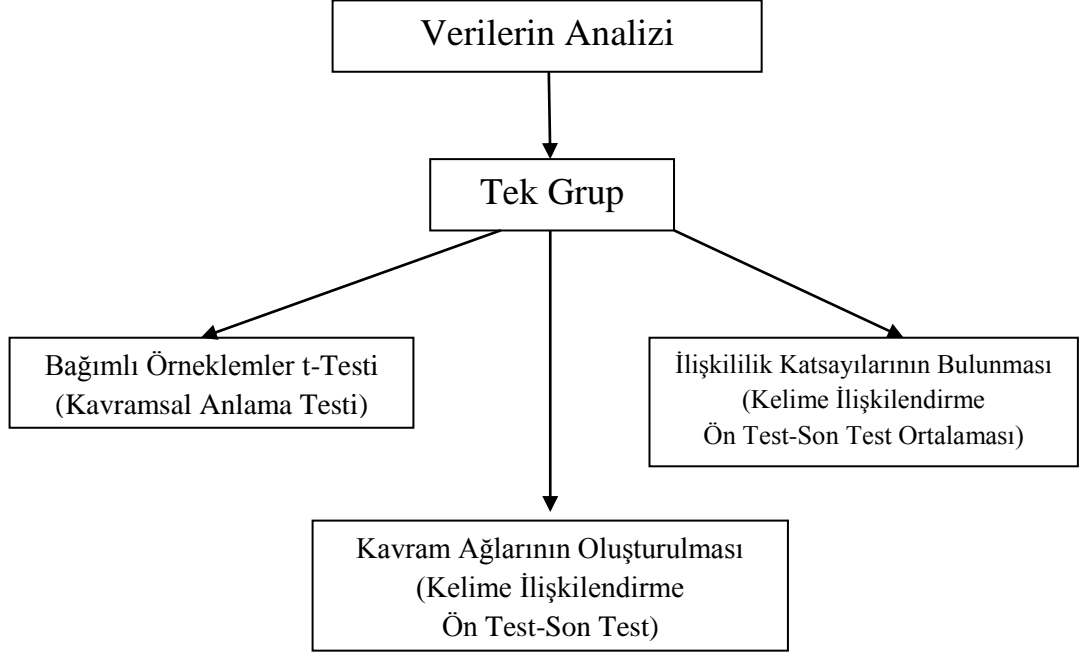 Verilerin Analizi
Tek Grup
Bağımlı Örneklemler t-Testi
(Kavramsal Anlama Testi)
İlişkililik Katsayılarının Bulunması
(Kelime İlişkilendirme
Ön Test-Son Test Ortalaması)
Kavram Ağlarının Oluşturulması
(Kelime İlişkilendirme
Ön Test-Son Test)